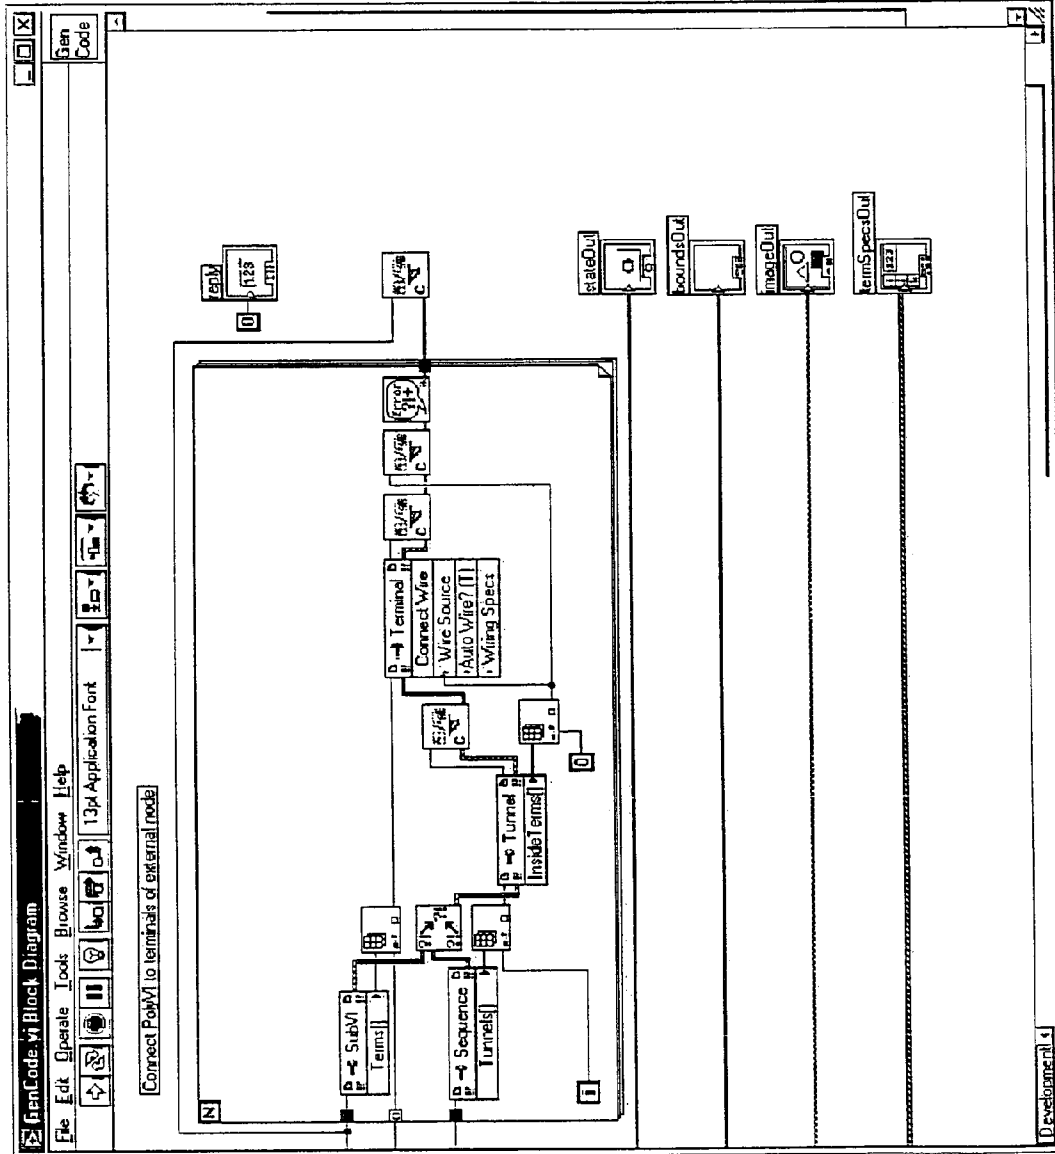 GenCode.vi Block Diagram
File Edit Operate Tools Browse Window Help
13pt Application Font
Gen
Code
Connect PolyVI to terminals of external node
N
SubVI
Terms[]
Sequence
Tunnels[]
i
Tunnel
InsideTerms[]
0
Terminal
Connect Wire
Wire Source
Auto Wire? (T)
Wiring Specs
Error
?!+
reply
123
0
stateOut
boundsOut
imageOut
termSpecsOut
Development